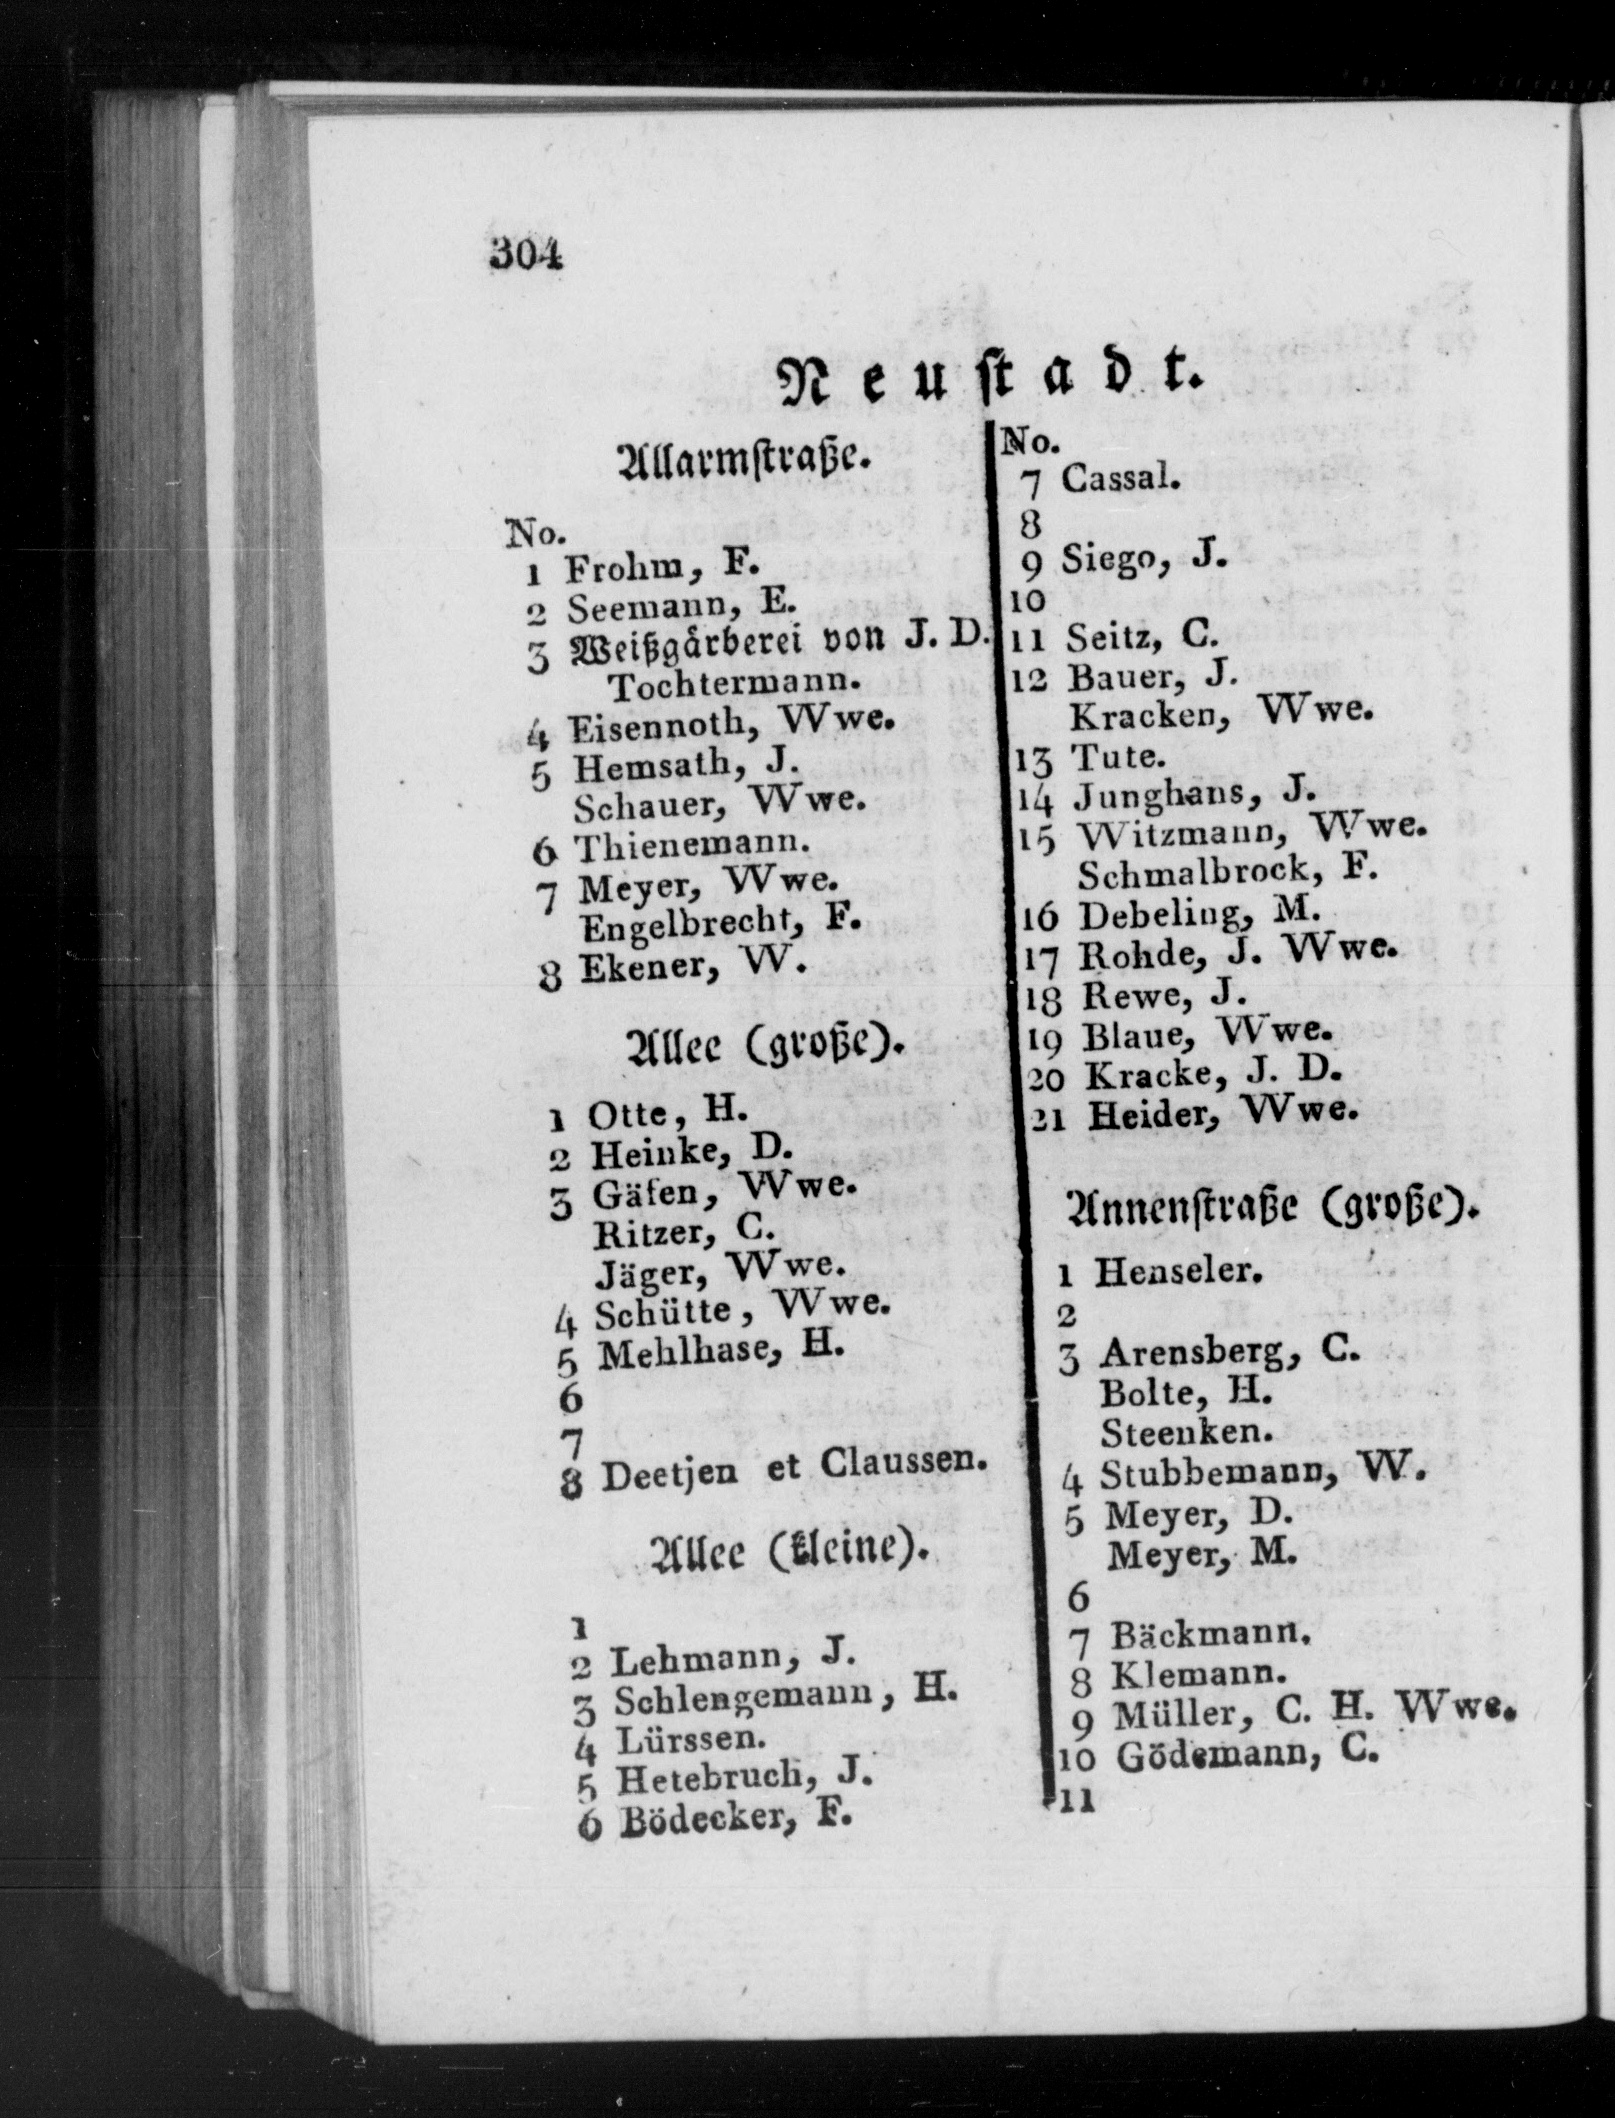 304
Neustadt.
Allarmstraße.
No.
1 Frohm, F.
2 Seemann, E.
3 Weißgärberei von J. D.
Tochtermann.
4 Eisennoth, Wwe.
5 Hemsath, J.
Schauer, Wwe.
6 Thienemann.
7 Meyer, Wwe.
Engelbrecht, F.
8 Ekener, W.
Allee (große).
1 Otte, H.
2 Heinke, D.
3 Gäfen, Wwe.
Ritzer, C.
Jäger, Wwe.
4 Schütte, Wwe.
5 Mehlhase, H.
6
7
8 Deetjen et Claussen.
Allee (kleine).
1
2 Lehmann, J.
3 Schlengemann, H.
4 Lürssen.
5 Hetebruch, J.
6 Bödecker, F.
No.
7 Cassal.
8
9 Siego, J.
10
11 Seitz, C.
12 Bauer, J.
Kracken, Wwe.
13 Tute.
14 Junghans, J.
15 Witzmann, Wwe.
Schmalbrock, F.
16 Debeling, M.
17 Rohde, J. Wwe.
18 Rewe, J.
19 Blaue, Wwe.
20 Kracke, J. D.
21 Heider, Wwe.
Annenstraße (große).
1 Henseler.
2
3 Arensberg, C.
Bolte, H.
Steenken.
4 Stubbemann, W.
5 Meyer, D.
Meyer, M.
6
7 Bäckmann.
8 Klemann.
9 Müller, C. H. Wwe.
10 Gödemann, C.
11